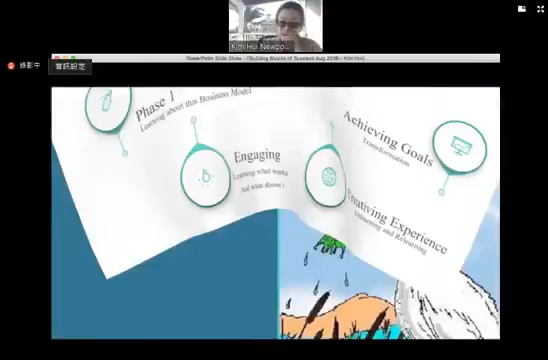 Kim Hui Newpo...
PowerPoint Slide Show - [Building Blocks of Success Aug 2019 - Kim Hui]
錄影中
會訊設定
Phase 1
Learning about this Business Model
Engaging
Learning what works
And what doesn't
Achieving Goals
Transformation
Creativing Experience
Unlearning and Relearning